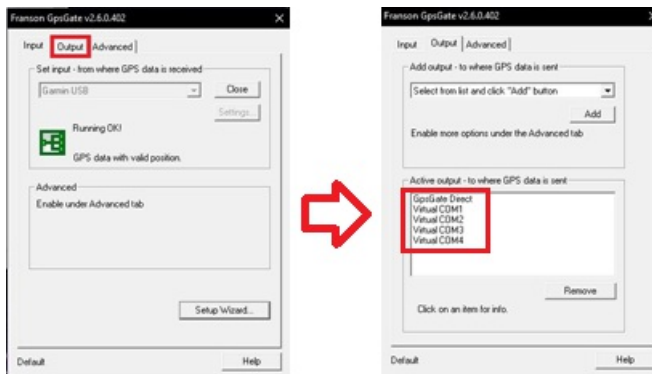 Franson GpsGate v2.6.0.402
Input Output Advanced
Set input - from where GPS data is received
Garmin USB
Close
Settings...
Running OK!
GPS data with valid position.
Advanced
Enable under Advanced tab
Setup Wizard...
Default
Help
Franson GpsGate v2.6.0.402
Input Output Advanced
Add output - to where GPS data is sent
Select from list and click "Add" button
Add
Enable more options under the Advanced tab
Active output - to where GPS data is sent
GpsGate Direct
Virtual COM1
Virtual COM2
Virtual COM3
Virtual COM4
Remove
Click on an item for info.
Default
Help